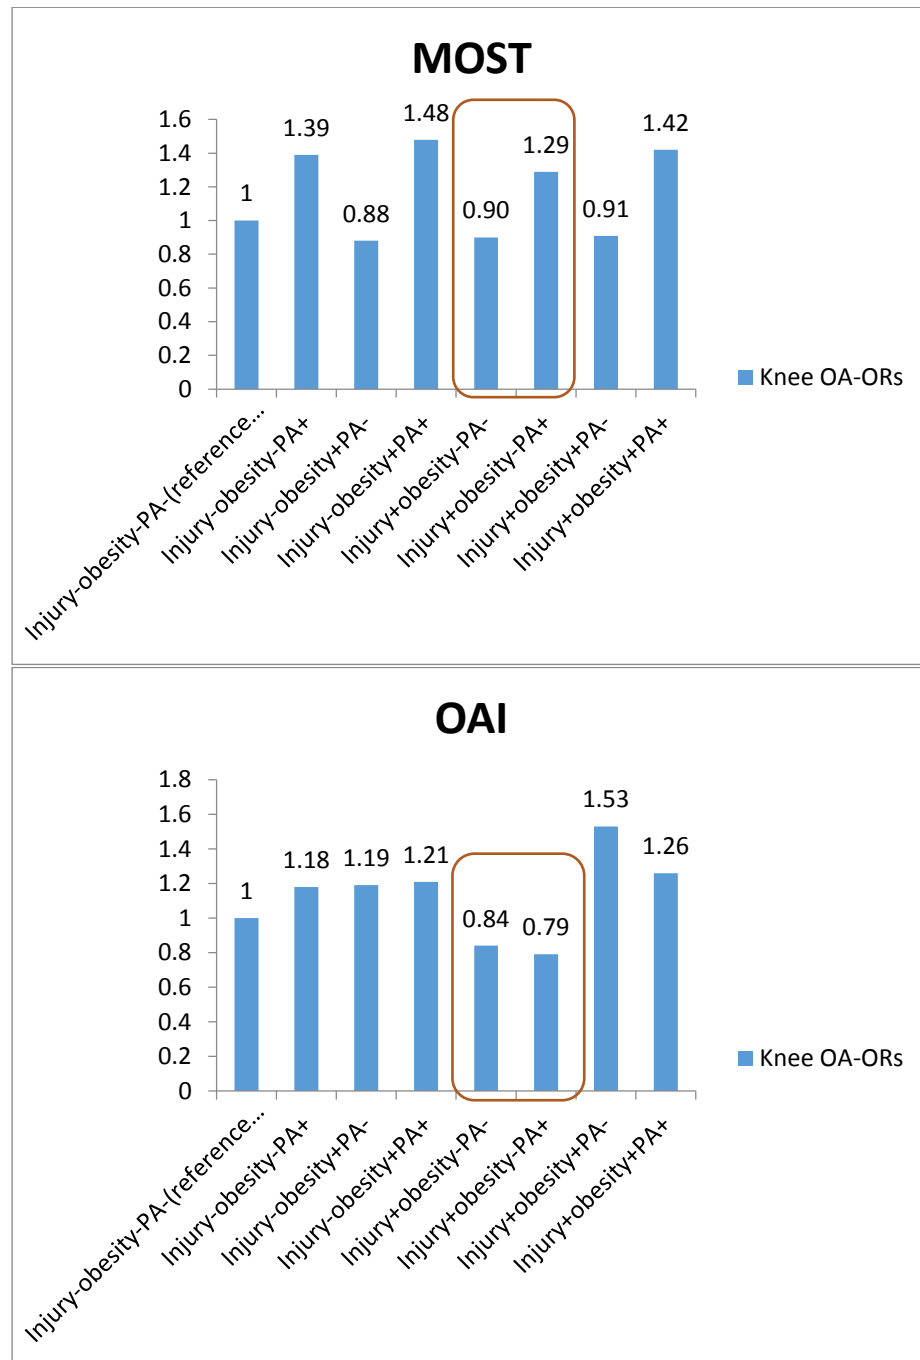 MOST
1.6
1.4
1.2
1
0.8
0.6
0.4
0.2
0
1
1.39
0.88
1.48
0.90
1.29
0.91
1.42
Knee OA-ORs
Injury-obesity-PA-(reference...
Injury-obesity-PA+
Injury-obesity+PA-
Injury-obesity+PA+
Injury+obesity-PA-
Injury+obesity-PA+
Injury+obesity+PA-
Injury+obesity+PA+
OAI
1.8
1.6
1.4
1.2
1
0.8
0.6
0.4
0.2
0
1
1.18
1.19
1.21
0.84
0.79
1.53
1.26
Knee OA-ORs
Injury-obesity-PA-(reference...
Injury-obesity-PA+
Injury-obesity+PA-
Injury-obesity+PA+
Injury+obesity-PA-
Injury+obesity-PA+
Injury+obesity+PA-
Injury+obesity+PA+